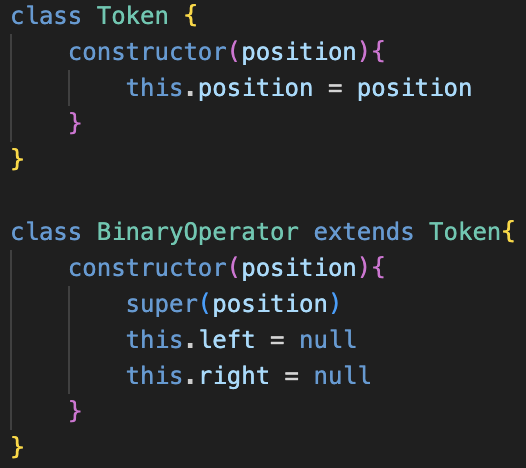 class Token {
    constructor(position){
        this.position = position
    }
}

class BinaryOperator extends Token{
    constructor(position){
        super(position)
        this.left = null
        this.right = null
    }
}